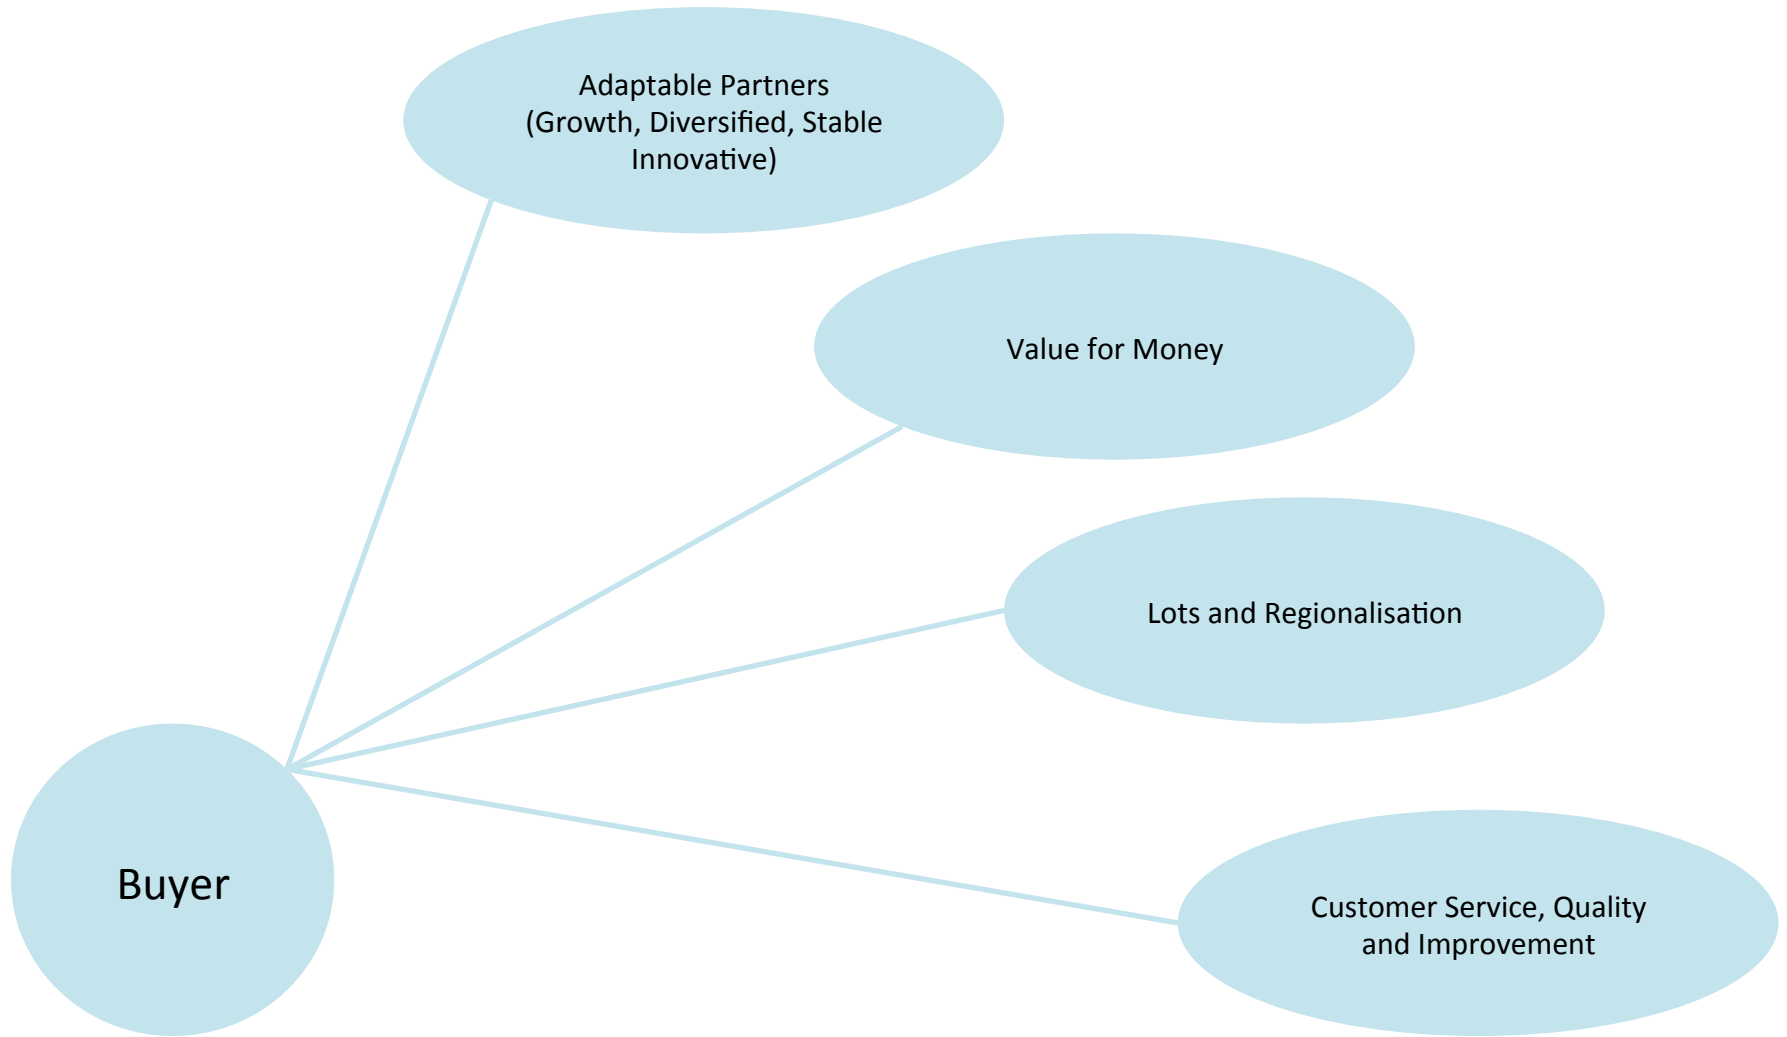 Adaptable Partners
(Growth, Diversified, Stable
Innovative)
Value for Money
Lots and Regionalisation
Buyer
Customer Service, Quality
and Improvement